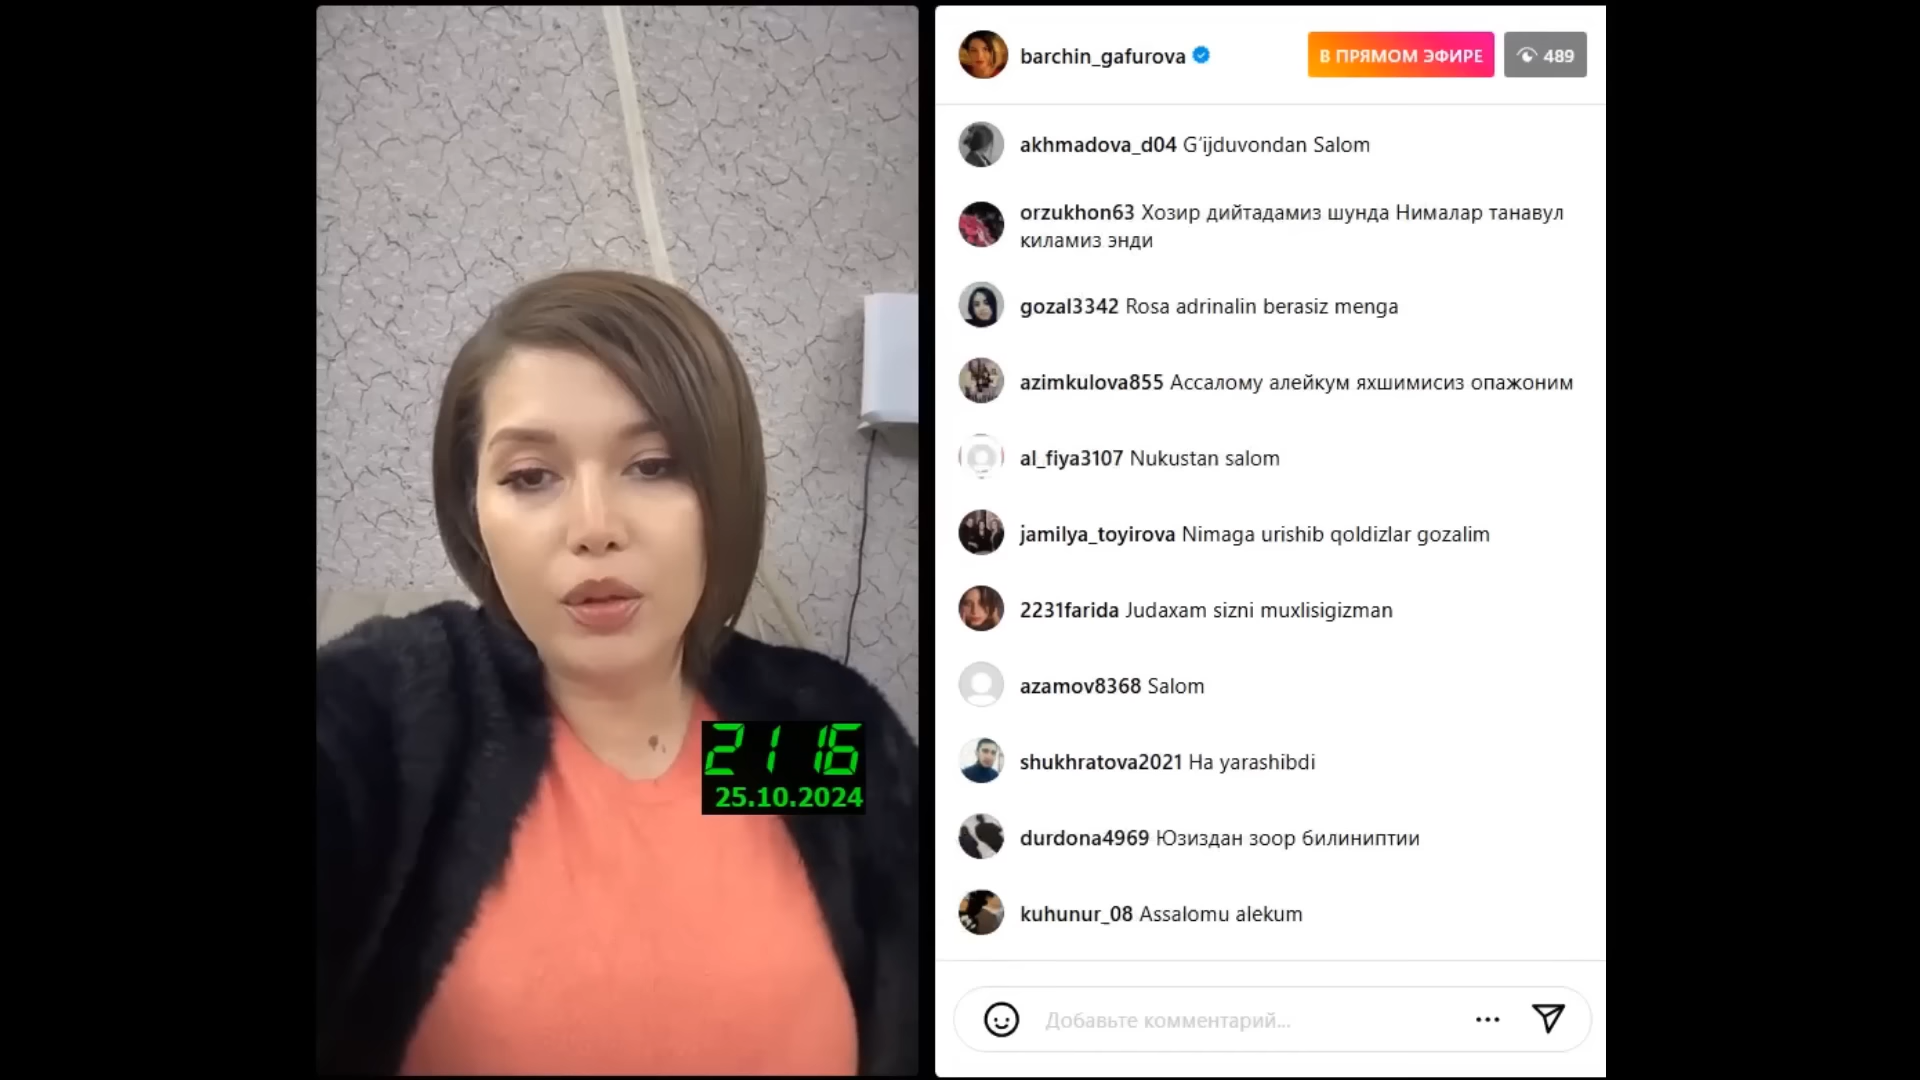 barchin_gafurova
В ПРЯМОМ ЭФИРЕ
489
akhmadova_d04 G‘ijduvondan Salom
orzukhon63 Хозир дийтадамиз шунда Нималар танавул
киламиз энди
gozal3342 Rosa adrinalin berasiz menga
azimkulova855 Ассалому алейкум яхшимисиз опажоним
al_fiya3107 Nukustan salom
jamilya_toyirova Nimaga urishib qoldizlar gozalim
2231farida Judaxam sizni muxlisigizman
azamov8368 Salom
shukhratova2021 Ha yarashibdi
durdona4969 Юзиздан зоор билиниптии
kuhunur_08 Assalomu alekum
Добавьте комментарий...
21 16
25.10.2024